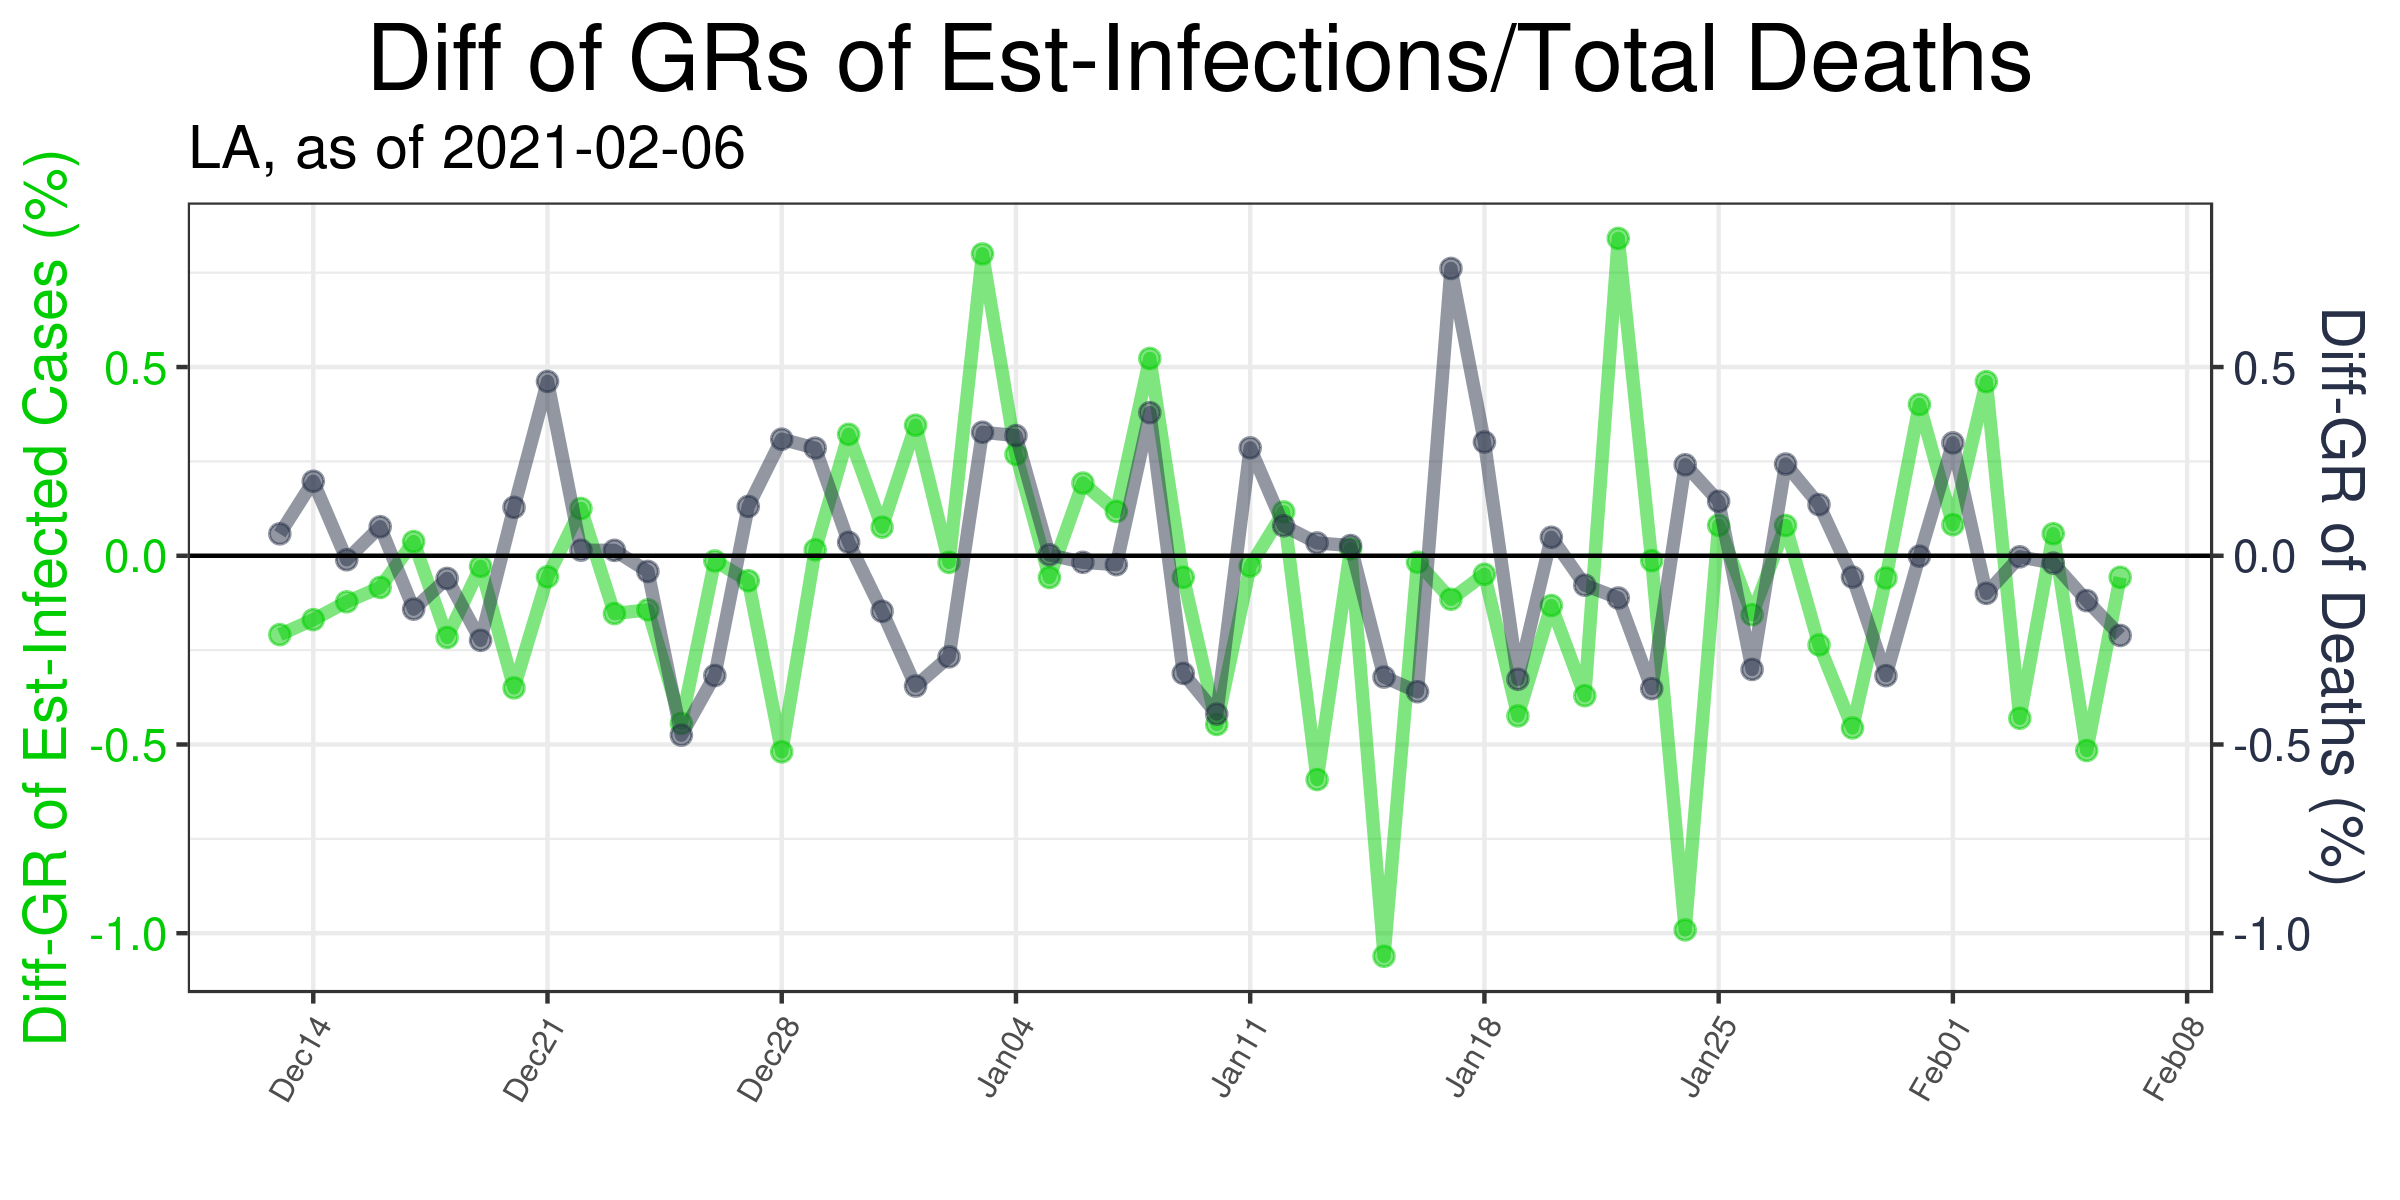 Diff of GRs of Est-Infections/Total Deaths
LA, as of 2021-02-06
Diff-GR of Est-Infected Cases (%)
0.5
0.0
-0.5
-1.0
0.5
0.0
-0.5
-1.0
Diff-GR of Deaths (%)
Dec14
Dec21
Dec28
Jan04
Jan11
Jan18
Jan25
Feb01
Feb08